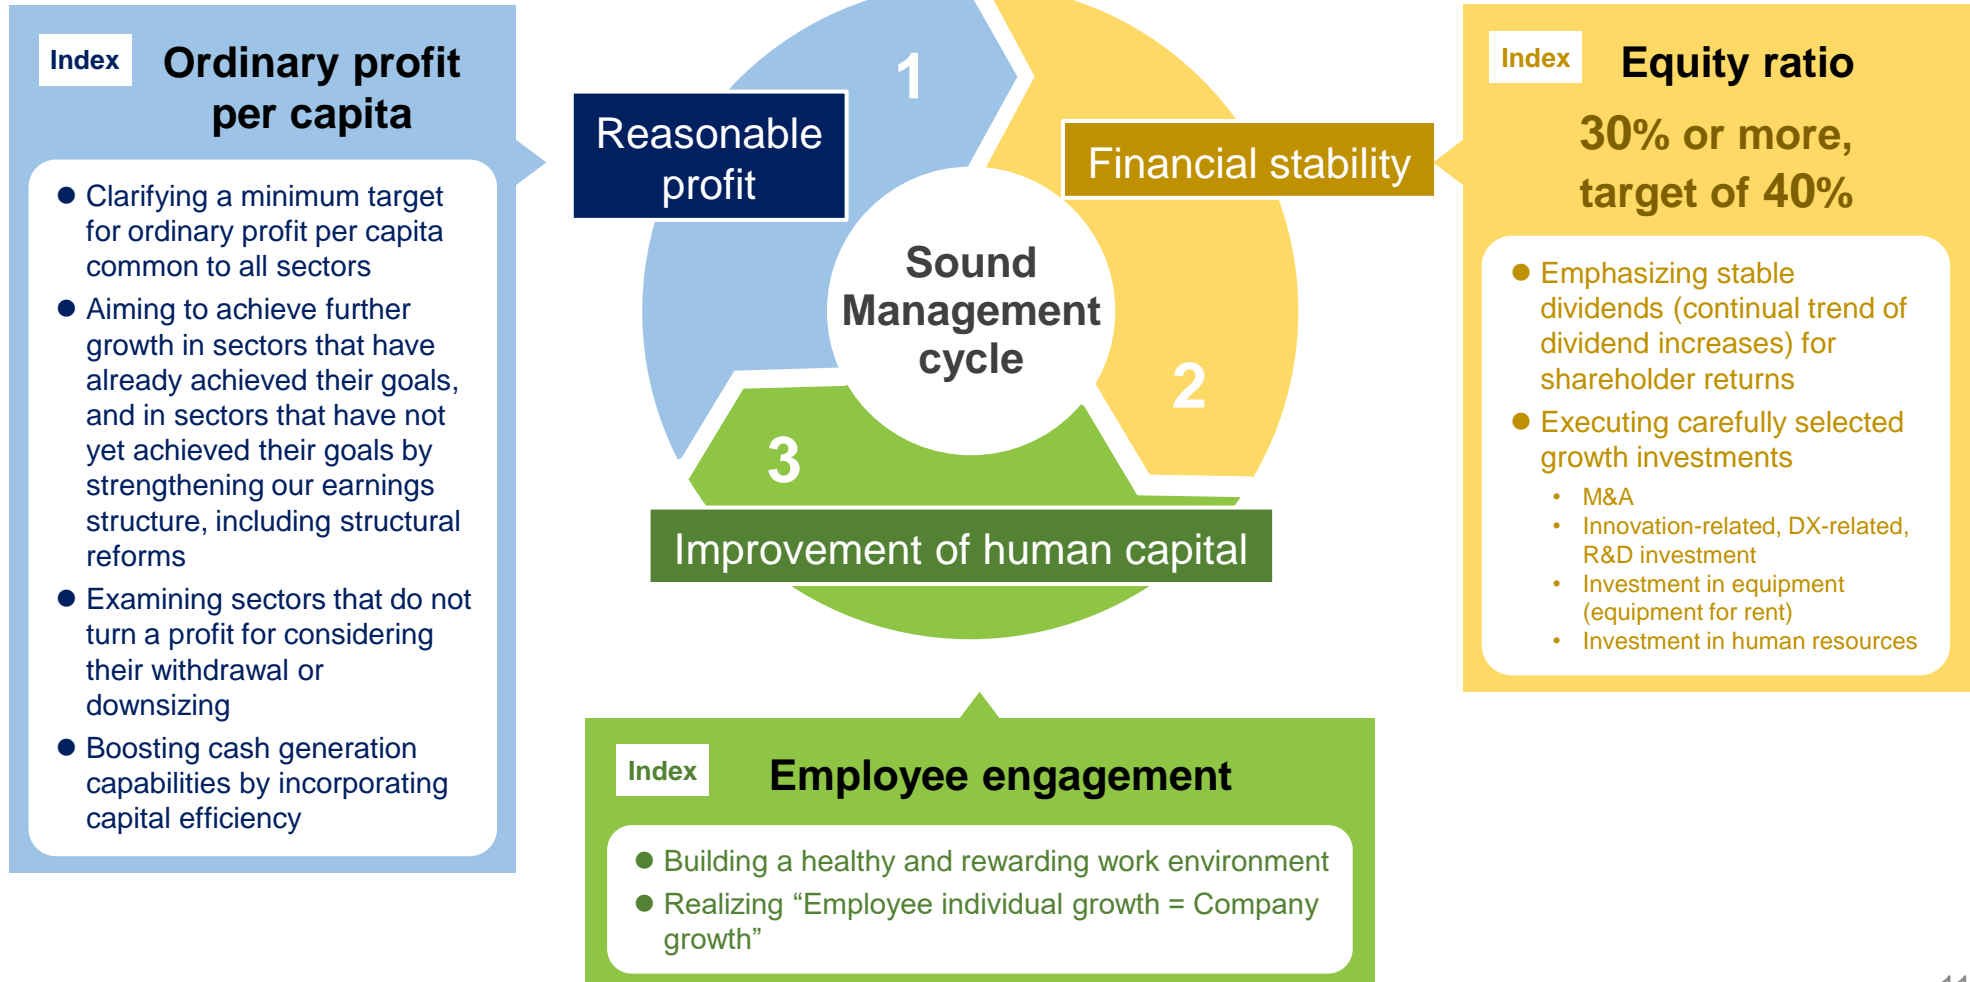 Index
Ordinary profit
per capita
● Clarifying a minimum target
for ordinary profit per capita
common to all sectors
● Aiming to achieve further
growth in sectors that have
already achieved their goals,
and in sectors that have not
yet achieved their goals by
strengthening our earnings
structure, including structural
reforms
● Examining sectors that do not
turn a profit for considering
their withdrawal or
downsizing
● Boosting cash generation
capabilities by incorporating
capital efficiency
1
Reasonable
profit
Financial stability
Sound
Management
cycle
2
3
Improvement of human capital
Index
Equity ratio
30% or more,
target of 40%
● Emphasizing stable
dividends (continual trend of
dividend increases) for
shareholder returns
● Executing carefully selected
growth investments
• M&A
• Innovation-related, DX-related,
R&D investment
• Investment in equipment
(equipment for rent)
• Investment in human resources
Index
Employee engagement
● Building a healthy and rewarding work environment
● Realizing “Employee individual growth = Company
growth”